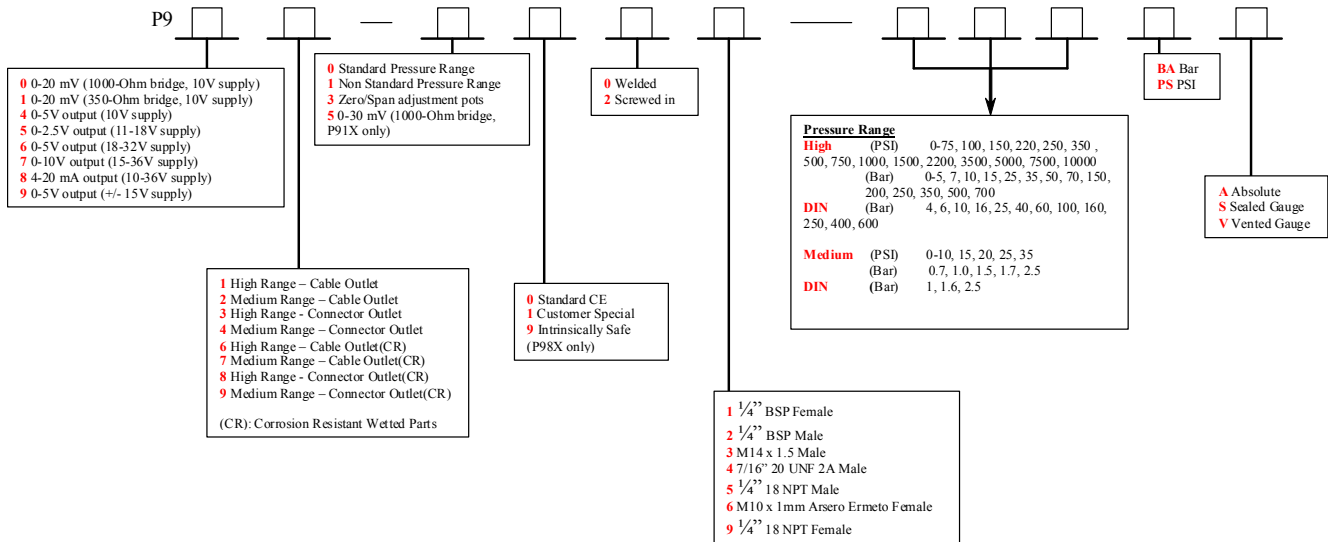 P9
0 0-20 mV (1000-Ohm bridge, 10V supply)
1 0-20 mV (350-Ohm bridge, 10V supply)
4 0-5V output (10V supply)
5 0-2.5V output (11-18V supply)
6 0-5V output (18-32V supply)
7 0-10V output (15-36V supply)
8 4-20 mA output (10-36V supply)
9 0-5V output (+/- 15V supply)
0 Standard Pressure Range
1 Non Standard Pressure Range
3 Zero/Span adjustment pots
5 0-30 mV (1000-Ohm bridge,
P91X only)
0 Welded
2 Screwed in
BA Bar
PS PSI
Pressure Range
High (PSI) 0-75, 100, 150, 220, 250, 350 ,
500, 750, 1000, 1500, 2200, 3500, 5000, 7500, 10000
(Bar) 0-5, 7, 10, 15, 25, 35, 50, 70, 150,
200, 250, 350, 500, 700
DIN (Bar) 4, 6, 10, 16, 25, 40, 60, 100, 160,
250, 400, 600
Medium (PSI) 0-10, 15, 20, 25, 35
(Bar) 0.7, 1.0, 1.5, 1.7, 2.5
DIN (Bar) 1, 1.6, 2.5
A Absolute
S Sealed Gauge
V Vented Gauge
1 High Range – Cable Outlet
2 Medium Range – Cable Outlet
3 High Range - Connector Outlet
4 Medium Range – Connector Outlet
6 High Range – Cable Outlet(CR)
7 Medium Range – Cable Outlet(CR)
8 High Range - Connector Outlet(CR)
9 Medium Range – Connector Outlet(CR)
(CR): Corrosion Resistant Wetted Parts
0 Standard CE
1 Customer Special
9 Intrinsically Safe
(P98X only)
1 1/4” BSP Female
2 1/4” BSP Male
3 M14 x 1.5 Male
4 7/16” 20 UNF 2A Male
5 1/4” 18 NPT Male
6 M10 x 1mm Arsero Ermeto Female
9 1/4” 18 NPT Female